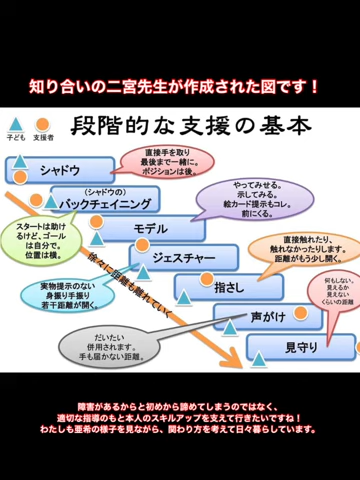 知り合いの二宮先生が作成された図です！
子ども
支援者
段階的な支援の基本
シャドウ
直接手を取り
最後まで一緒に。
ポジションは後。
(シャドウの)
バックチェイニング
スタートは助け
るけど、ゴール
は自分で。
位置は横。
モデル
やってみせる。
示してみる。
絵カード提示もコレ。
前にくる。
ジェスチャー
実物提示のない
身振り手振り
若干距離が開く。
指さし
直接触れたり、
触れなかったりします。
距離がもう少し開く。
声がけ
だいたい
併用されます。
手も届かない距離。
見守り
何もしない。
見えるか
見えない
くらいの距離
徐々に距離も離れていく
障害があるからと初めから諦めてしまうのではなく、
適切な指導のもと本人のスキルアップを支えて行きたいですね！
わたしも亜希の様子を見ながら、関わり方を考えて日々暮らしています。